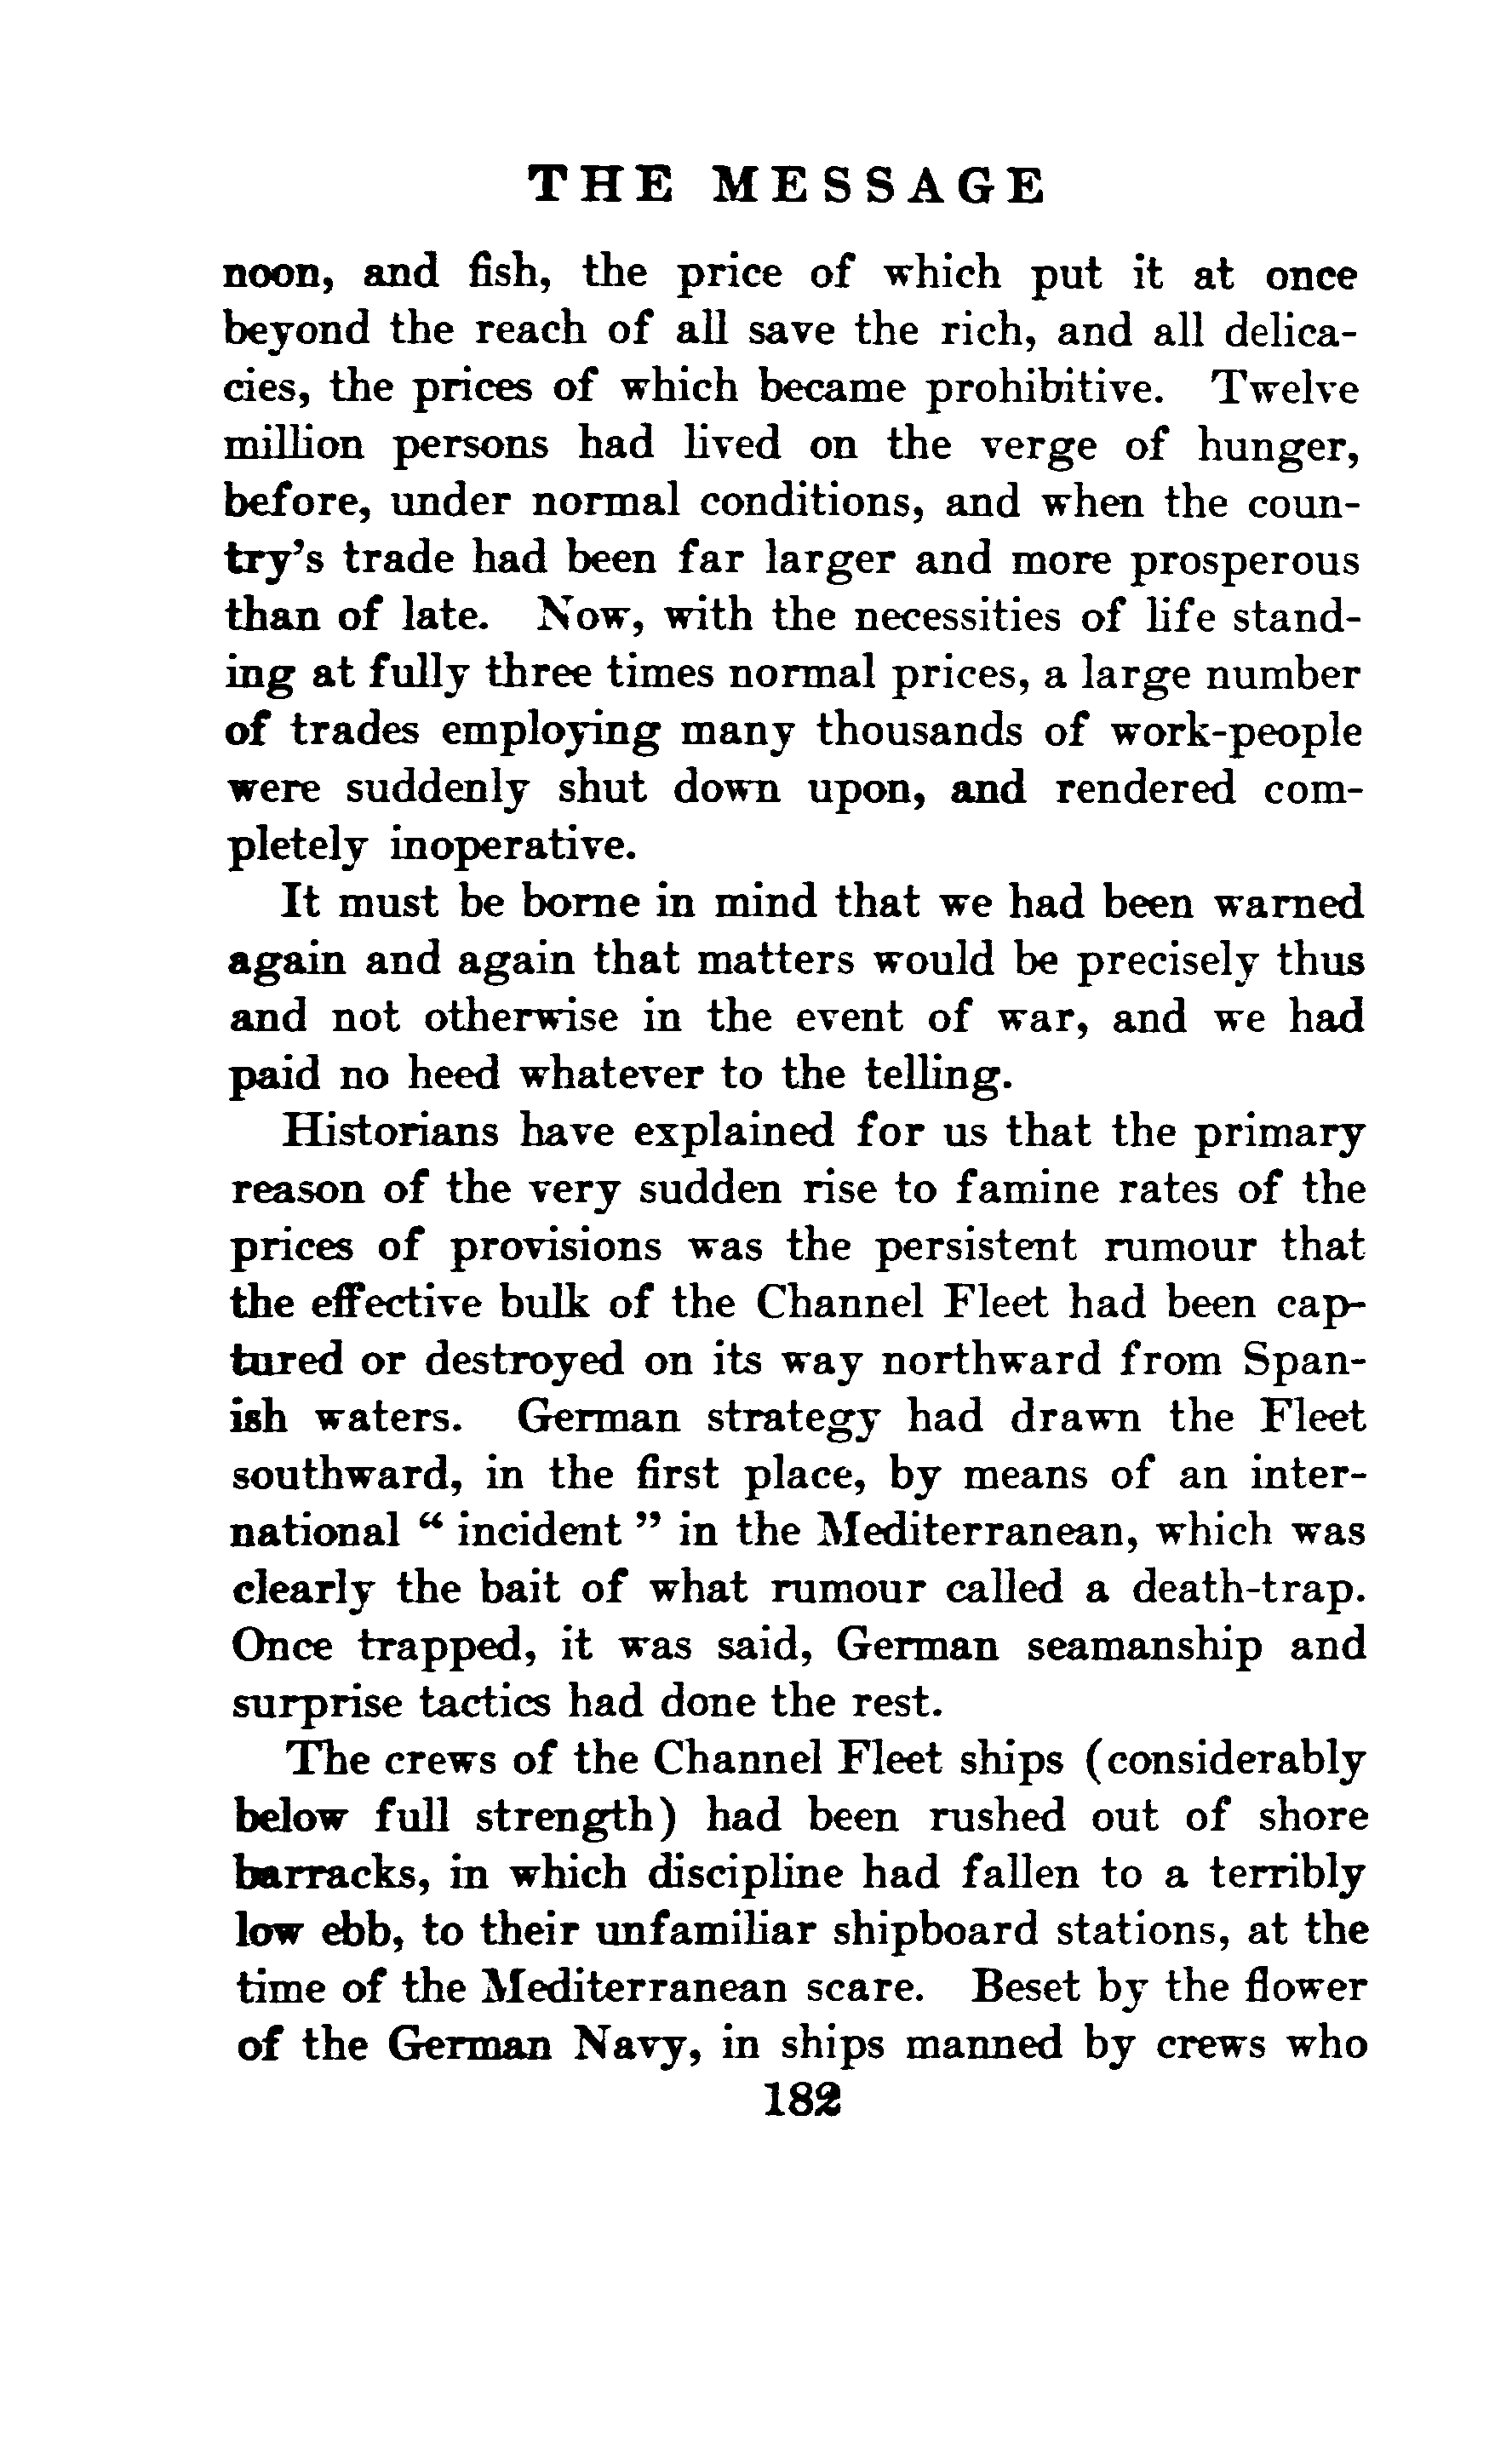 THE MESSAGE
noon, and fish, the price of which put it at once
beyond the reach of all save the rich, and all delica-
cies, the prices of which became prohibitive. Twelve
million persons had lived on the verge of hunger,
before, under normal conditions, and when the coun-
try's trade had been far larger and more prosperous
than of late. Now, with the necessities of life stand-
ing at fully three times normal prices, a large number
of trades employing many thousands of work-people
were suddenly shut down upon, and rendered com-
pletely inoperative.
It must be borne in mind that we had been warned
again and again that matters would be precisely thus
and not otherwise in the event of war, and we had
paid no heed whatever to the telling.
Historians have explained for us that the primary
reason of the very sudden rise to famine rates of the
prices of provisions was the persistent rumour that
the effective bulk of the Channel Fleet had been cap-
tured or destroyed on its way northward from Span-
ish waters. German strategy had drawn the Fleet
southward, in the first place, by means of an inter-
national “ incident ” in the Mediterranean, which was
clearly the bait of what rumour called a death-trap.
Once trapped, it was said, German seamanship and
surprise tactics had done the rest.
The crews of the Channel Fleet ships (considerably
below full strength) had been rushed out of shore
barracks, in which discipline had fallen to a terribly
low ebb, to their unfamiliar shipboard stations, at the
time of the Mediterranean scare. Beset by the flower
of the German Navy, in ships manned by crews who
182